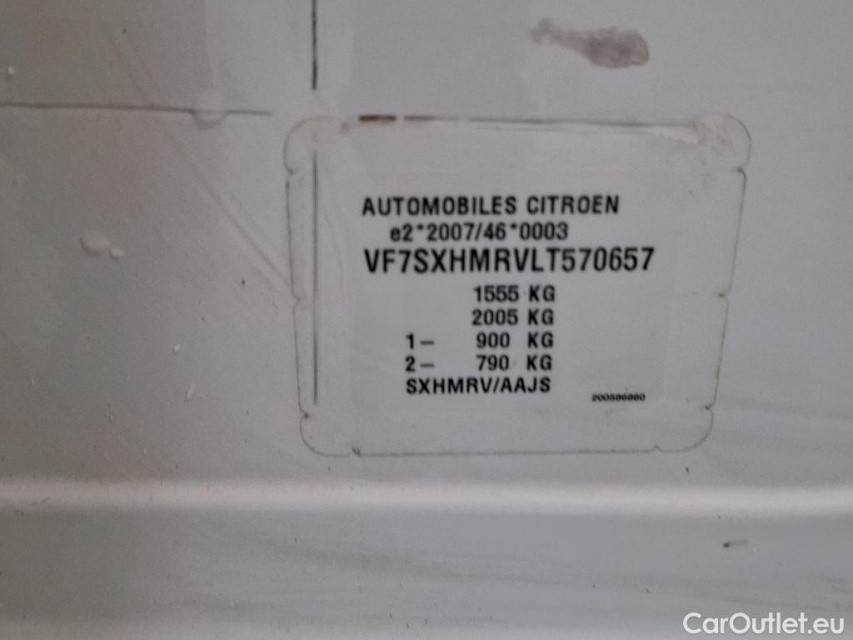 AUTOMOBILES CITROEN
e2*2007/46*0003
VF7SXHMRVLT570657
1555 KG
2005 KG
1- 900 KG
2- 790 KG
SXHMRV/AAJS
CarOutlet.eu